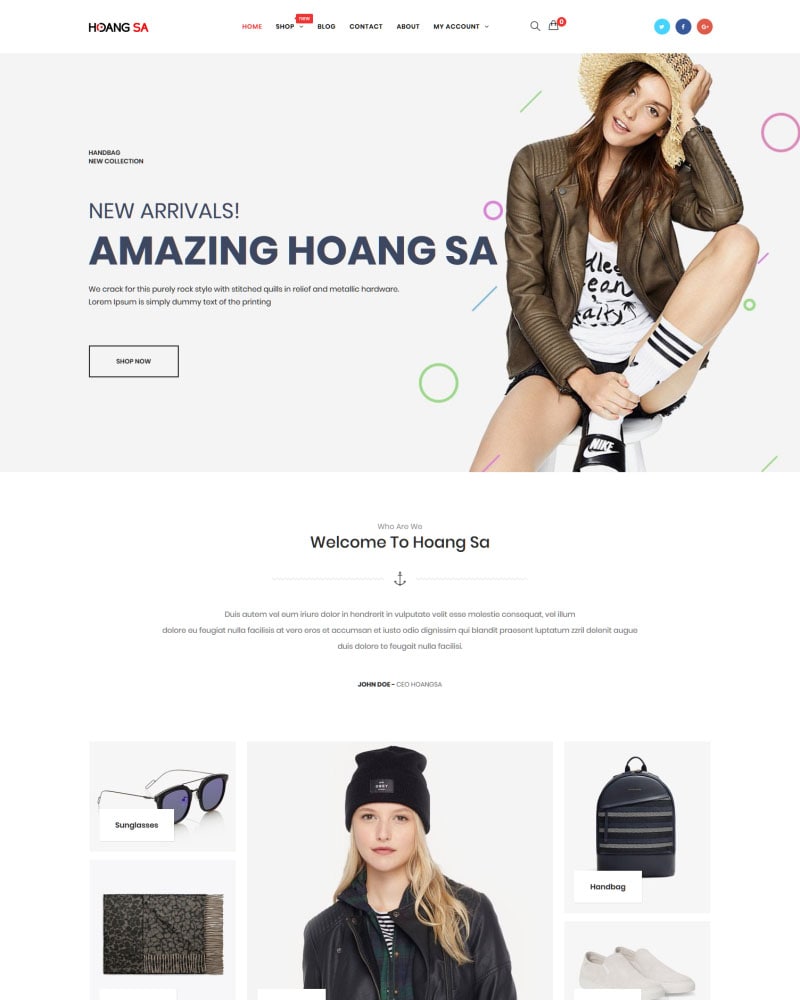 HOANG SA
HOME
SHOP
new
BLOG
CONTACT
ABOUT
MY ACCOUNT
0
f
G+
HANDBAG
NEW COLLECTION
NEW ARRIVALS!
AMAZING HOANG SA
We crack for this purely rock style with stitched quills in relief and metallic hardware.
Lorem Ipsum is simply dummy text of the printing
SHOP NOW
NIKE
Who Are We
Welcome To Hoang Sa
Duis autem vel eum iriure dolor in hendrerit in vulputate velit esse molestie consequat, vel illum
dolore eu feugiat nulla facilisis at vero eros et accumsan et iusto odio dignissim qui blandit praesent luptatum zzril delenit augue
duis dolore te feugait nulla facilisi.
JOHN DOE - CEO HOANGSA
OBEY
Sunglasses
Handbag